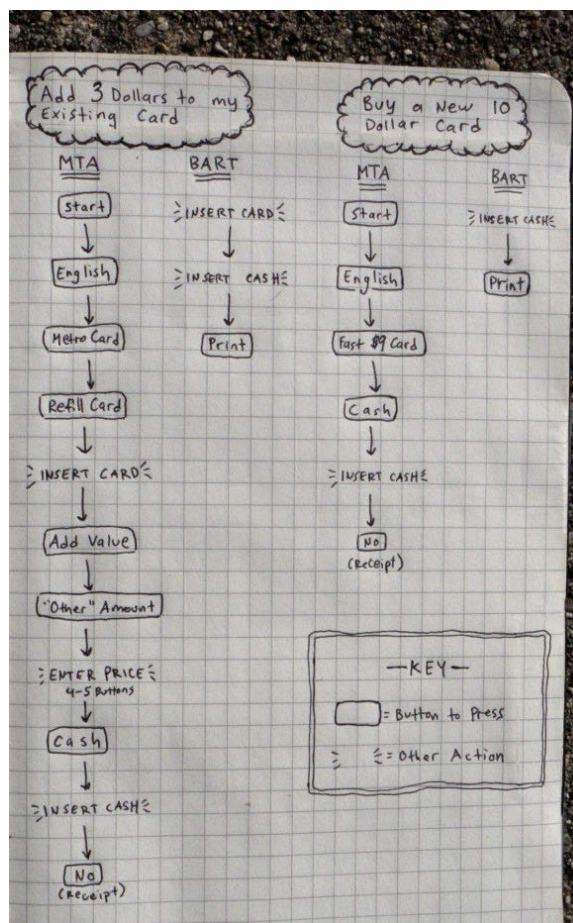 Add 3 Dollars to my
Existing Card
MTA
Start
English
Metro Card
Refill Card
INSERT CARD
Add Value
"Other" Amount
ENTER PRICE
4-5 Buttons
Cash
INSERT CASH
No
(Receipt)
BART
INSERT CARD
INSERT CASH
Print
Buy a New 10
Dollar Card
MTA
Start
English
Fast $9 Card
Cash
INSERT CASH
No
(Receipt)
BART
INSERT CASH
Print
—KEY—
= Button to Press
= Other Action